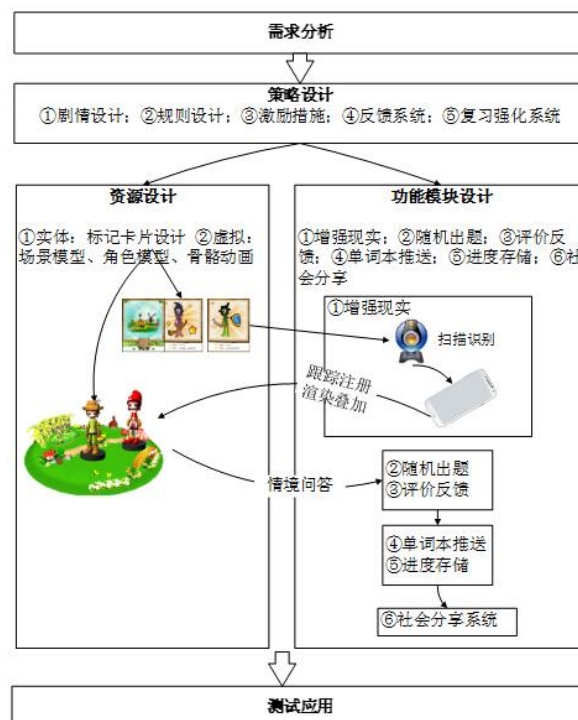 需求分析
策略设计
①剧情设计；②规则设计；③激励措施；④反馈系统；⑤复习强化系统
资源设计
①实体：标记卡片设计 ②虚拟：
场景模型、角色模型、骨骼动画
功能模块设计
①增强现实；②随机出题；③评价反
馈；④单词本推送；⑤进度存储；⑥社
会分享
①增强现实
扫描识别
跟踪注册
渲染叠加
情境问答
②随机出题
③评价反馈
④单词本推送
⑤进度存储
⑥社会分享系统
测试应用